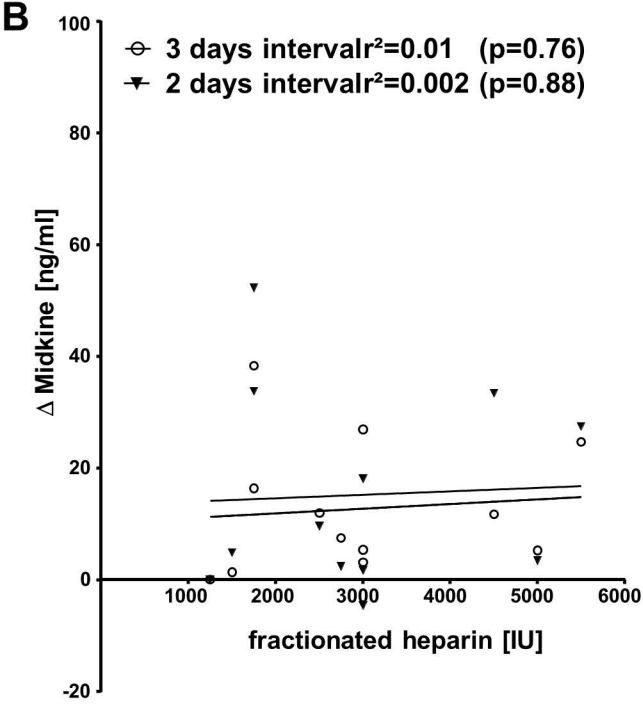 B
100
3 days intervalr²=0.01 (p=0.76)
2 days intervalr²=0.002 (p=0.88)
80
60
40
20
0
-20
Δ Midkine [ng/ml]
1000 2000 3000 4000 5000 6000
fractionated heparin [IU]